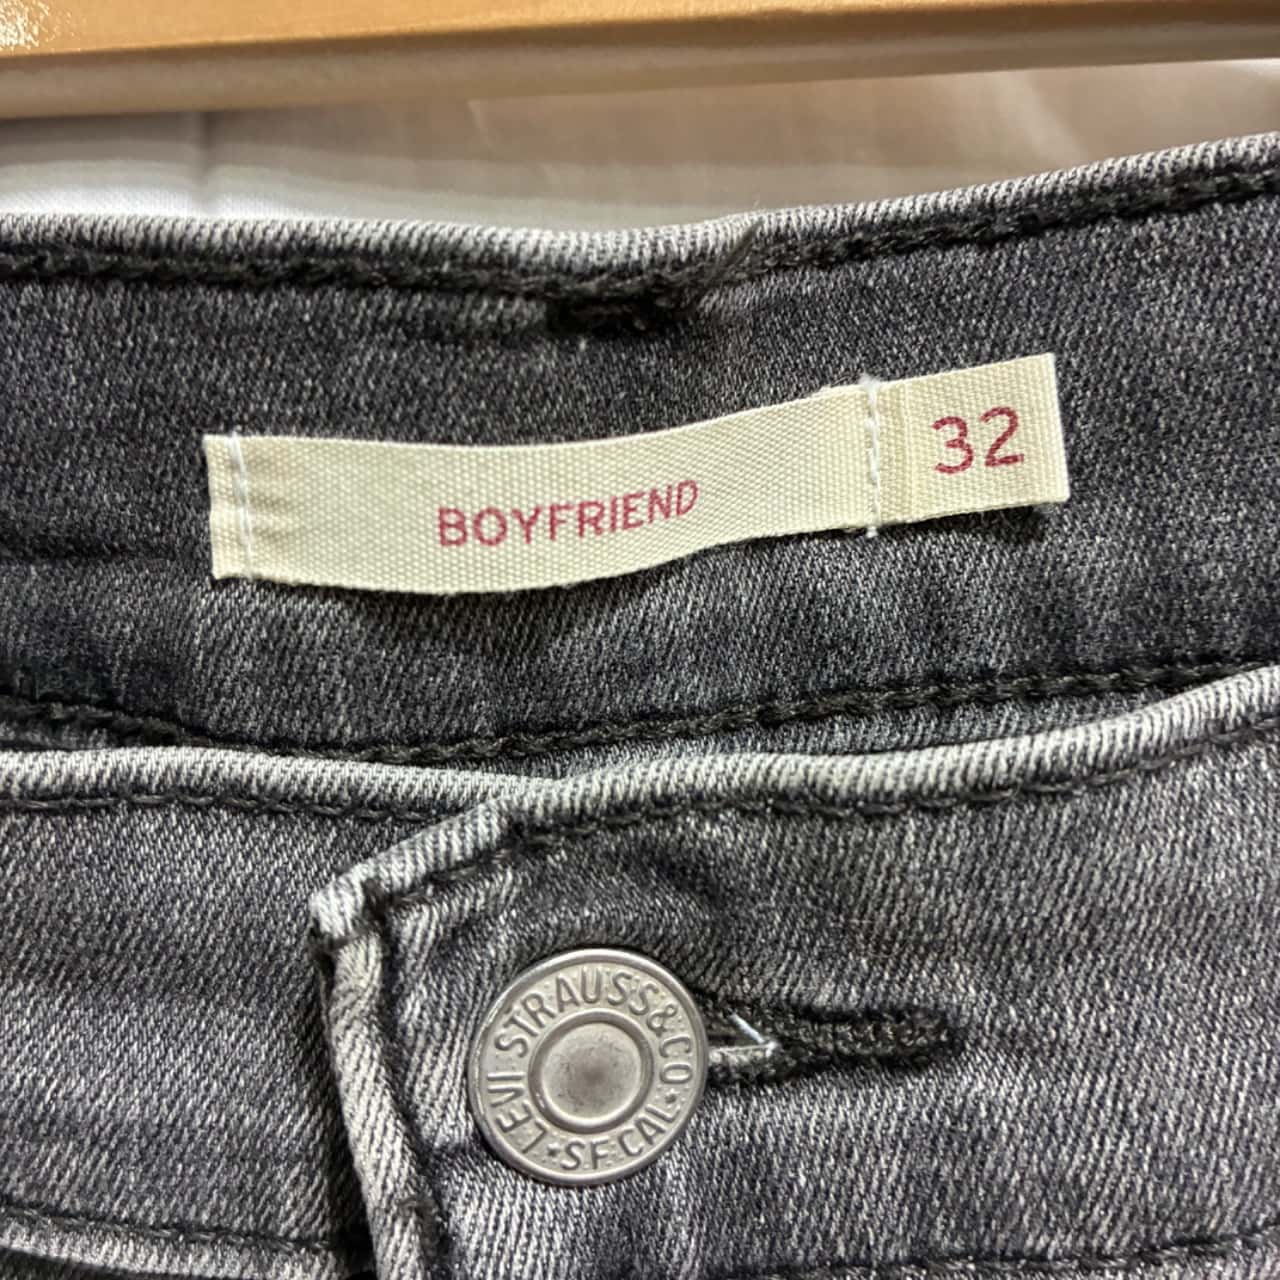 BOYFRIEND
32
LEVI STRAUSS & CO
S.F. CAL.